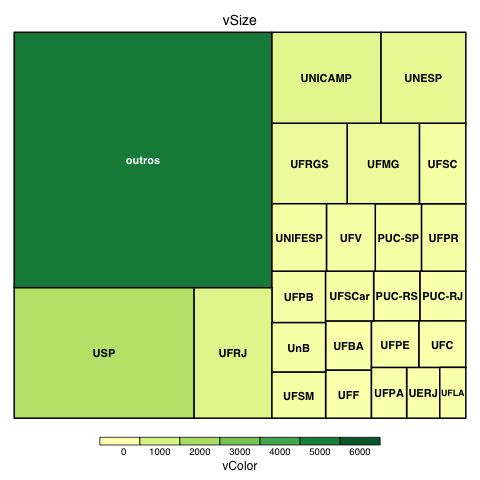 vSize
outros
UNICAMP
UNESP
UFRGS
UFMG
UFSC
UNIFESP
UFV
PUC-SP
UFPR
UFPB
UFSCar
PUC-RS
PUC-RJ
USP
UFRJ
UnB
UFBA
UFPE
UFC
UFSM
UFF
UFPA
UERJ
UFLA
0 1000 2000 3000 4000 5000 6000
vColor